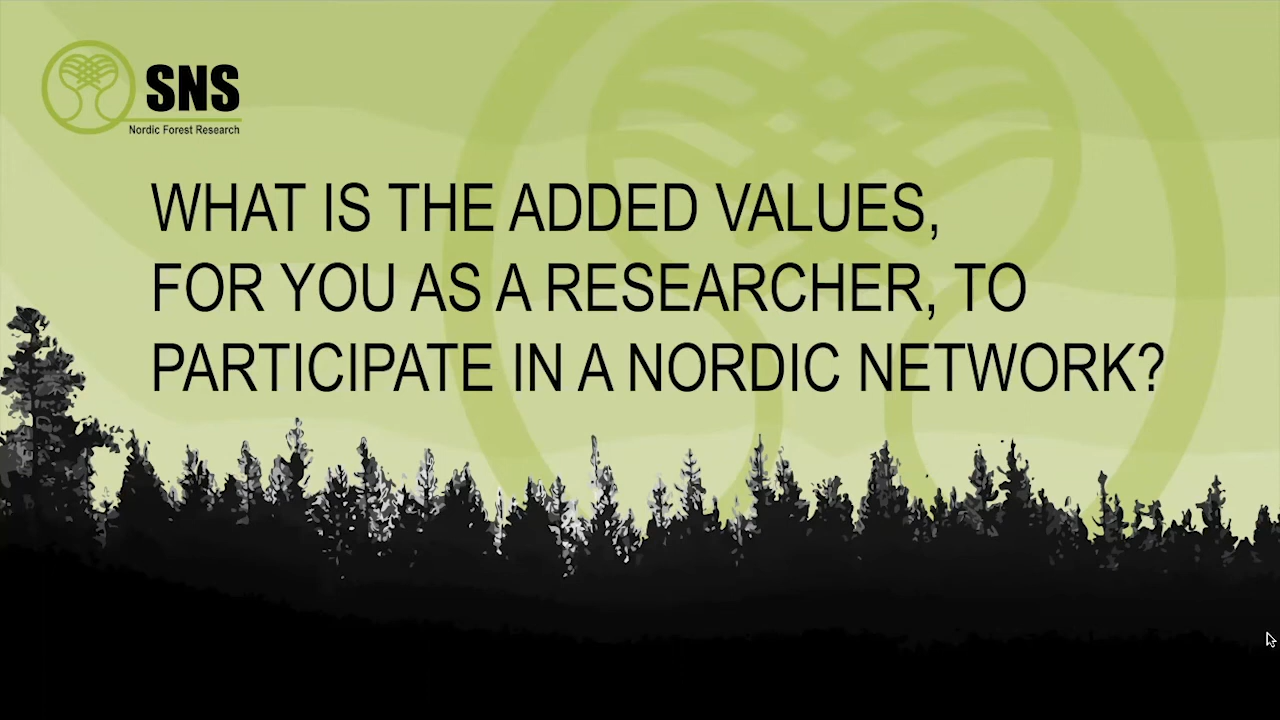 SNS
Nordic Forest Research
WHAT IS THE ADDED VALUES,
FOR YOU AS A RESEARCHER, TO
PARTICIPATE IN A NORDIC NETWORK?